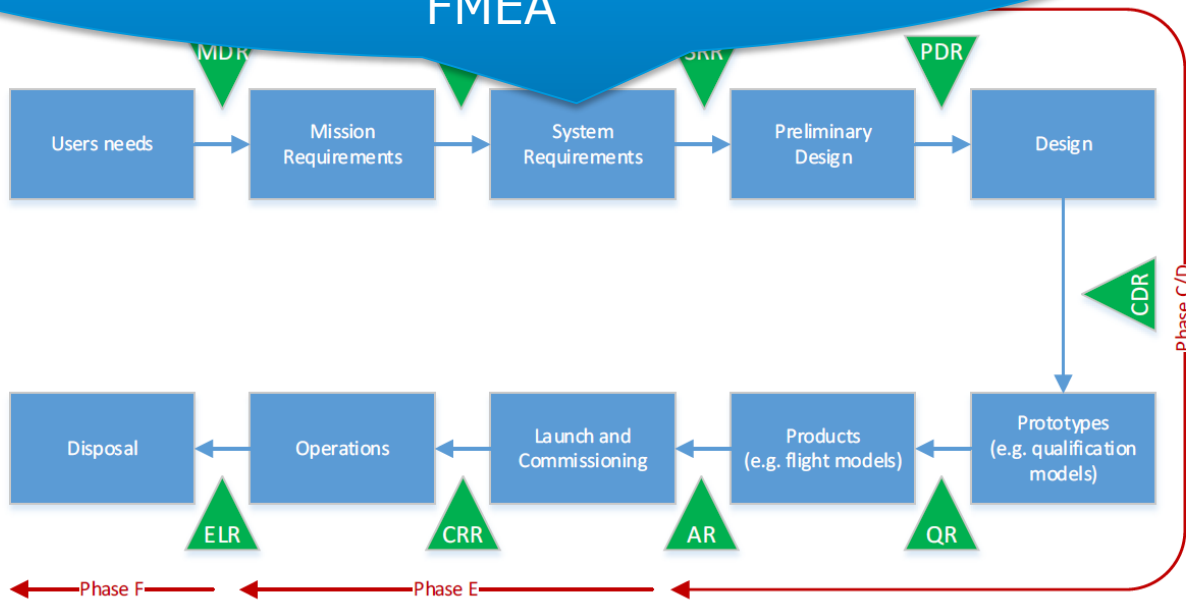 FMEA
MDR
SRR
PDR
Users needs
Mission
Requirements
System
Requirements
Preliminary
Design
Design
CDR
Phase C/D
Disposal
Operations
Launch and
Commissioning
Products
(e.g. flight models)
Prototypes
(e.g. qualification
models)
ELR
CRR
AR
QR
Phase F
Phase E